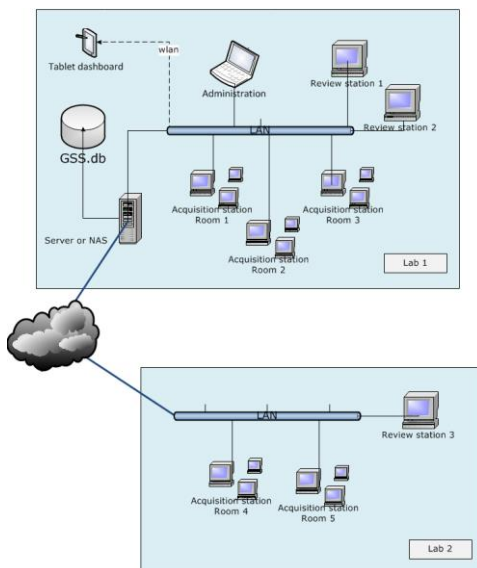 wlan
Tablet dashboard
Administration
Review station 1
Review station 2
LAN
GSS.db
Server or NAS
Acquisition station
Room 1
Acquisition station
Room 2
Acquisition station
Room 3
Lab 1
LAN
Review station 3
Acquisition station
Room 4
Acquisition station
Room 5
Lab 2